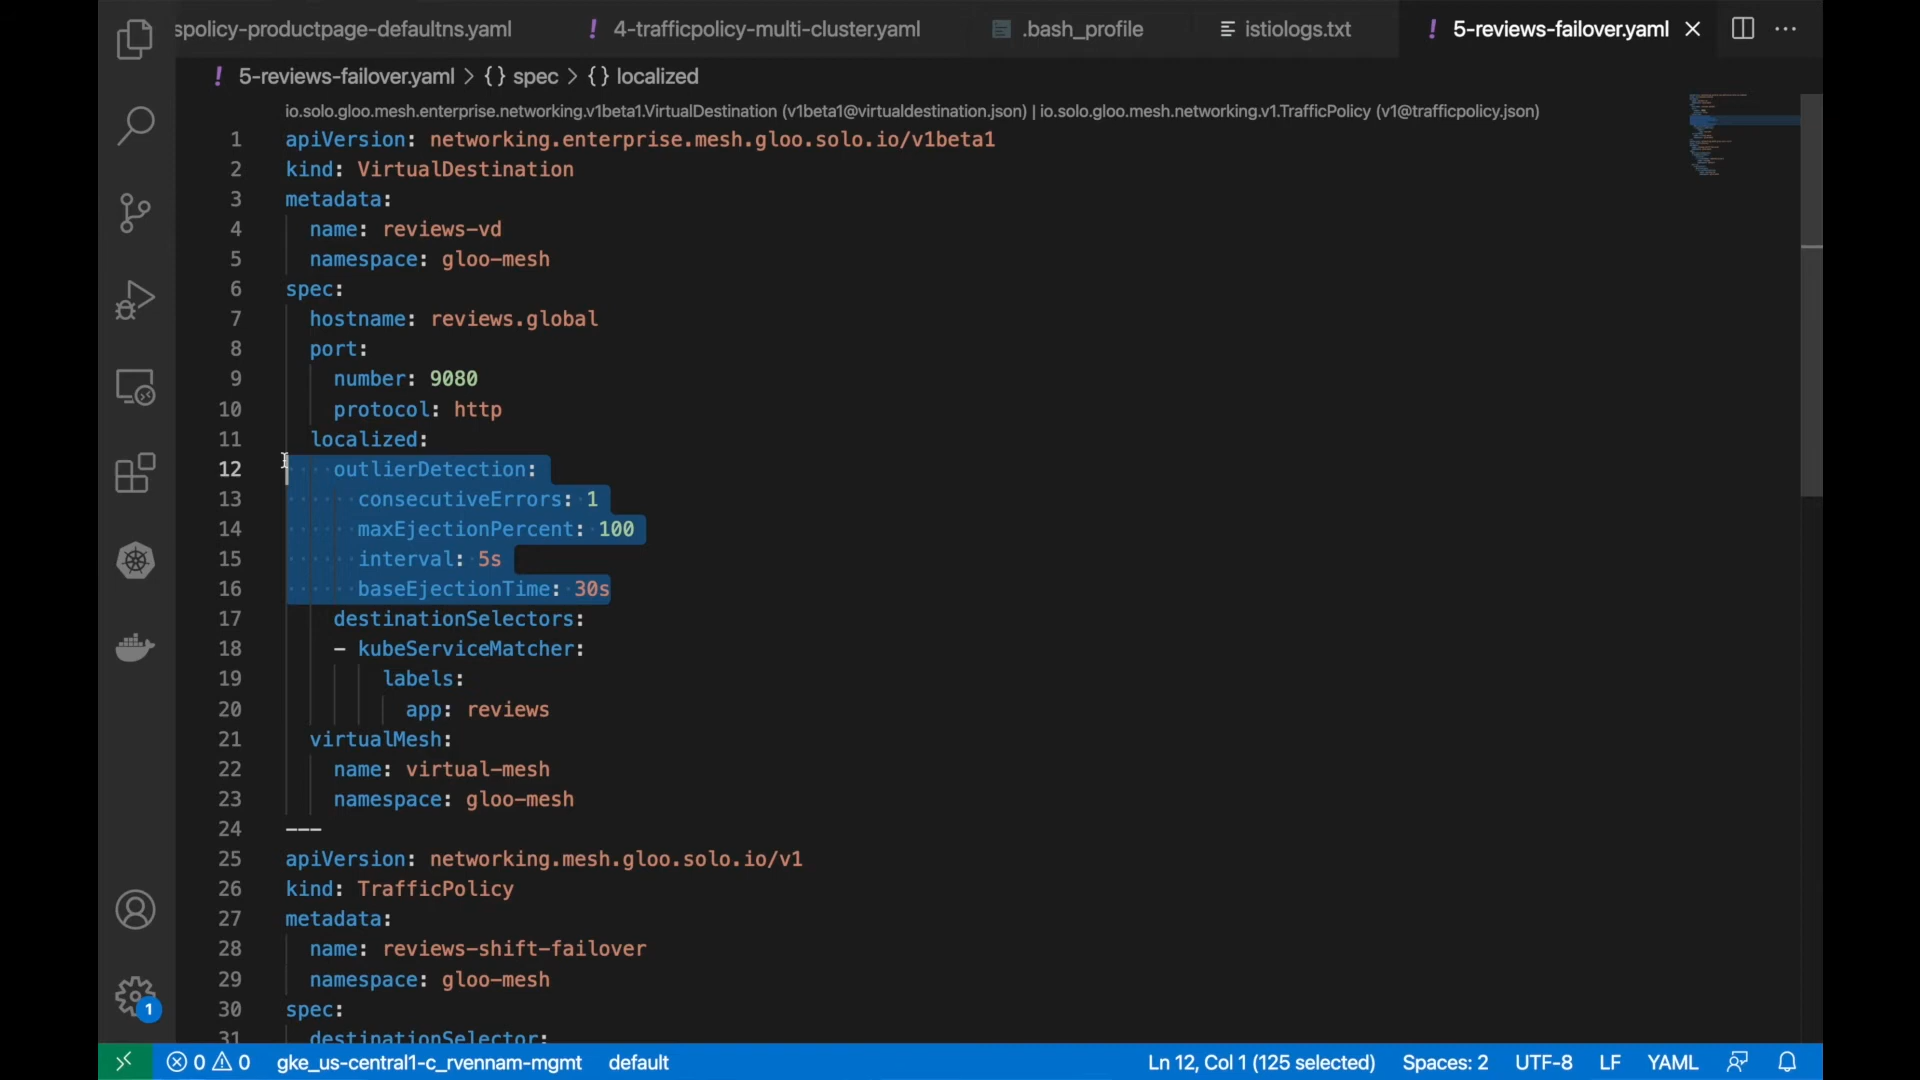 spolicy-productpage-defaultns.yaml ! 4-trafficpolicy-multi-cluster.yaml .bash_profile istiologs.txt ! 5-reviews-failover.yaml
! 5-reviews-failover.yaml > {} spec > {} localized
io.solo.gloo.mesh.enterprise.networking.v1beta1.VirtualDestination (v1beta1@virtualdestination.json) | io.solo.gloo.mesh.networking.v1.TrafficPolicy (v1@trafficpolicy.json)
1 apiVersion: networking.enterprise.mesh.gloo.solo.io/v1beta1
2 kind: VirtualDestination
3 metadata:
4 name: reviews-vd
5 namespace: gloo-mesh
6 spec:
7 hostname: reviews.global
8 port:
9 number: 9080
10 protocol: http
11 localized:
12 outlierDetection:
13 consecutiveErrors: 1
14 maxEjectionPercent: 100
15 interval: 5s
16 baseEjectionTime: 30s
17 destinationSelectors:
18 - kubeServiceMatcher:
19 labels:
20 app: reviews
21 virtualMesh:
22 name: virtual-mesh
23 namespace: gloo-mesh
24 ---
25 apiVersion: networking.mesh.gloo.solo.io/v1
26 kind: TrafficPolicy
27 metadata:
28 name: reviews-shift-failover
29 namespace: gloo-mesh
30 spec:
31 destinationSelector:
1
0 0 gke_us-central1-c_rvennam-mgmt default Ln 12, Col 1 (125 selected) Spaces: 2 UTF-8 LF YAML